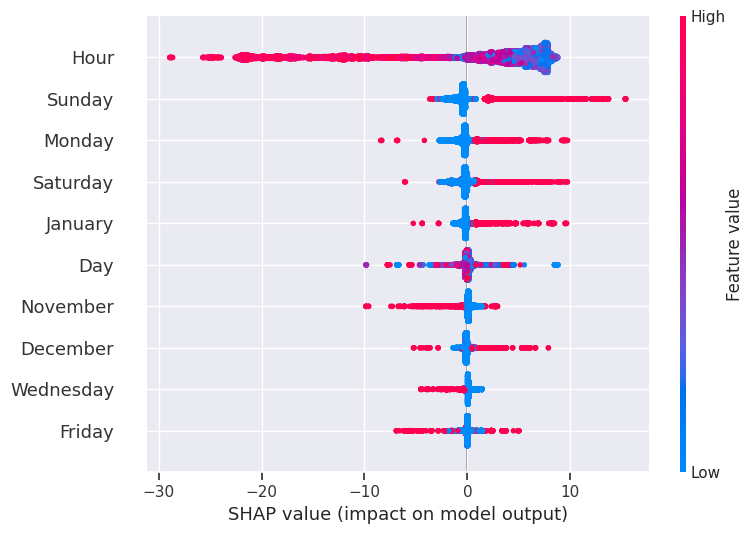 High
Hour
Sunday
Monday
Saturday
January
Day
November
December
Wednesday
Friday
Feature value
Low
−30 −20 −10 0 10
SHAP value (impact on model output)